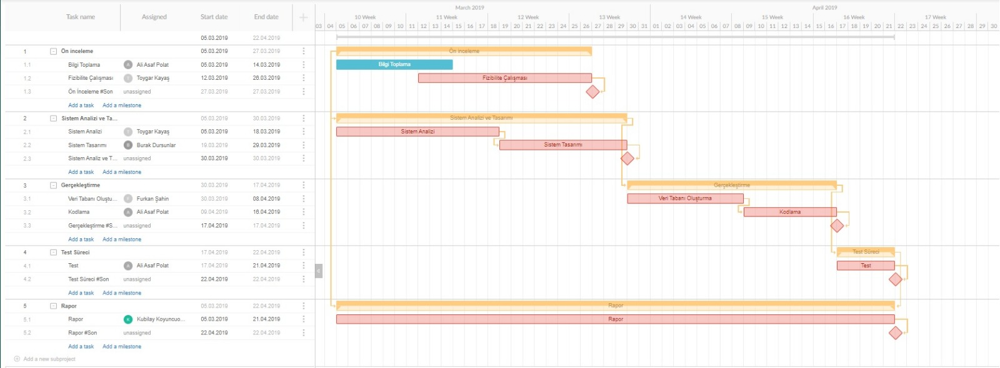 March 2019 April 2019
Task name Assigned Start date End date 10 Week 11 Week 12 Week 13 Week 14 Week 15 Week 16 Week 17 Week
03 04 05 06 07 08 09 10 11 12 13 14 15 16 17 18 19 20 21 22 23 24 25 26 27 28 29 30 31 01 02 03 04 05 06 07 08 09 10 11 12 13 14 15 16 17 18 19 20 21 22 23 24 25 26 27 28 29 30
05.03.2019 22.04.2019
1 Ön inceleme 05.03.2019 27.03.2019 Ön inceleme
1.1 Bilgi Toplama A Ali Asaf Polat 05.03.2019 14.03.2019 Bilgi Toplama
1.2 Fizibilite Çalışması T Toygar Kayaş 12.03.2019 26.03.2019 Fizibilite Çalışması
1.3 Ön İnceleme #Son unassigned 27.03.2019 27.03.2019
Add a task Add a milestone
2 Sistem Analizi ve Ta... 05.03.2019 30.03.2019 Sistem Analizi ve Tasarımı
2.1 Sistem Analizi T Toygar Kayaş 05.03.2019 18.03.2019 Sistem Analizi
2.2 Sistem Tasarımı B Burak Dursunlar 19.03.2019 29.03.2019 Sistem Tasarımı
2.3 Sistem Analiz ve T... unassigned 30.03.2019 30.03.2019
Add a task Add a milestone
3 Gerçekleştirme 30.03.2019 17.04.2019 Gerçekleştirme
3.1 Veri Tabanı Oluştu... F Furkan Şahin 30.03.2019 08.04.2019 Veri Tabanı Oluşturma
3.2 Kodlama A Ali Asaf Polat 09.04.2019 16.04.2019 Kodlama
3.3 Gerçekleştirme #S... unassigned 17.04.2019 17.04.2019
Add a task Add a milestone
4 Test Süreci 17.04.2019 22.04.2019 Test Süreci
4.1 Test A Ali Asaf Polat 17.04.2019 21.04.2019 Test
4.2 Test Süreci #Son unassigned 22.04.2019 22.04.2019
Add a task Add a milestone
5 Rapor 05.03.2019 22.04.2019 Rapor
5.1 Rapor K Kubilay Koyuncuo... 05.03.2019 21.04.2019 Rapor
5.2 Rapor #Son unassigned 22.04.2019 22.04.2019
Add a task Add a milestone
Add a new subproject